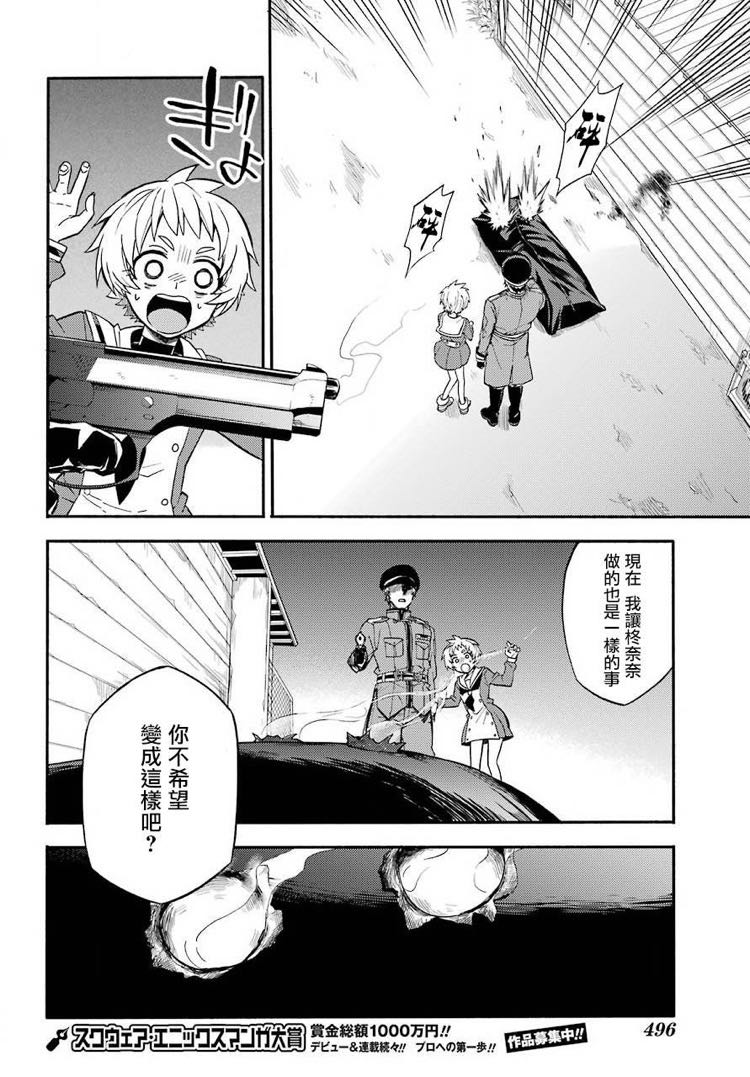 砰
砰
ぎょ
現在 我讓柊奈奈
做的也是一樣的事
你不希望
變成這樣吧？
496
スクウェア・エニックスマンガ大賞
賞金総額1000万円!!
デビュー&連載続々!! プロへの第一歩!!
作品募集中!!